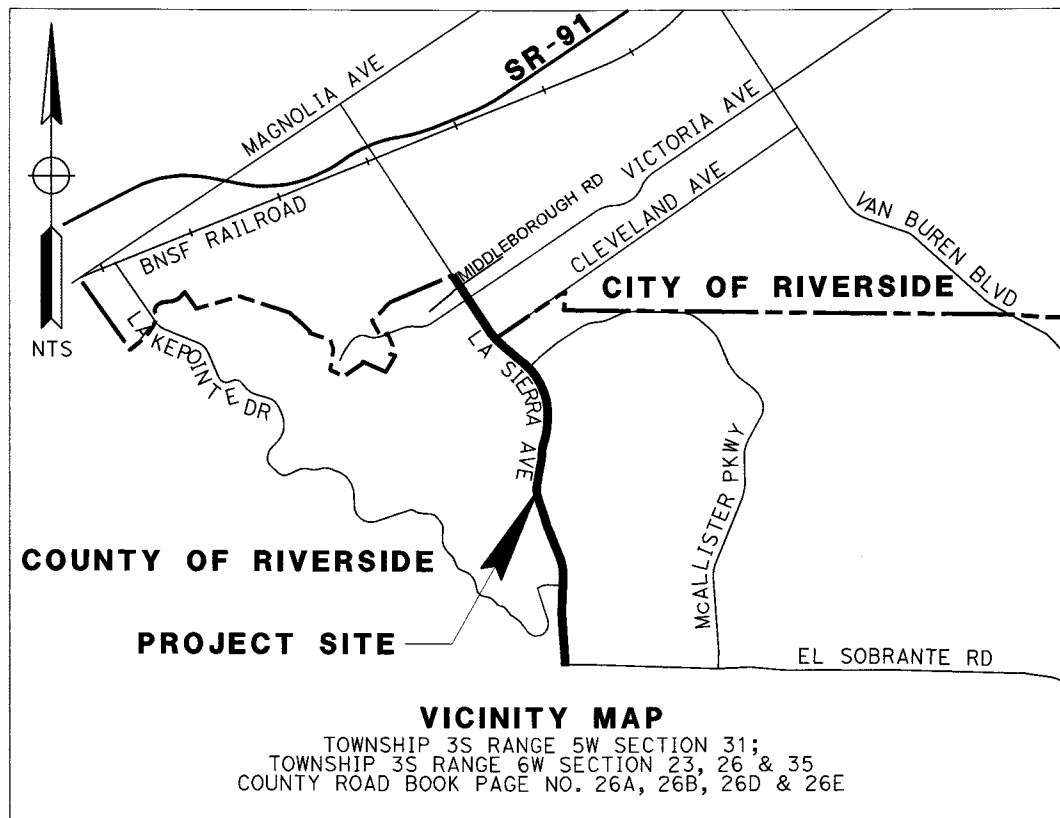 SR-91
MAGNOLIA AVE
BNSF RAILROAD
MIDDLEBOROUGH RD
VICTORIA AVE
CLEVELAND AVE
VAN BUREN BLVD
CITY OF RIVERSIDE
NTS
LAKEPOINTE DR
LA SIERRA AVE
McALLISTER PKWY
COUNTY OF RIVERSIDE
PROJECT SITE
EL SOBRANTE RD
VICINITY MAP
TOWNSHIP 3S RANGE 5W SECTION 31;
TOWNSHIP 3S RANGE 6W SECTION 23, 26 & 35
COUNTY ROAD BOOK PAGE NO. 26A, 26B, 26D & 26E